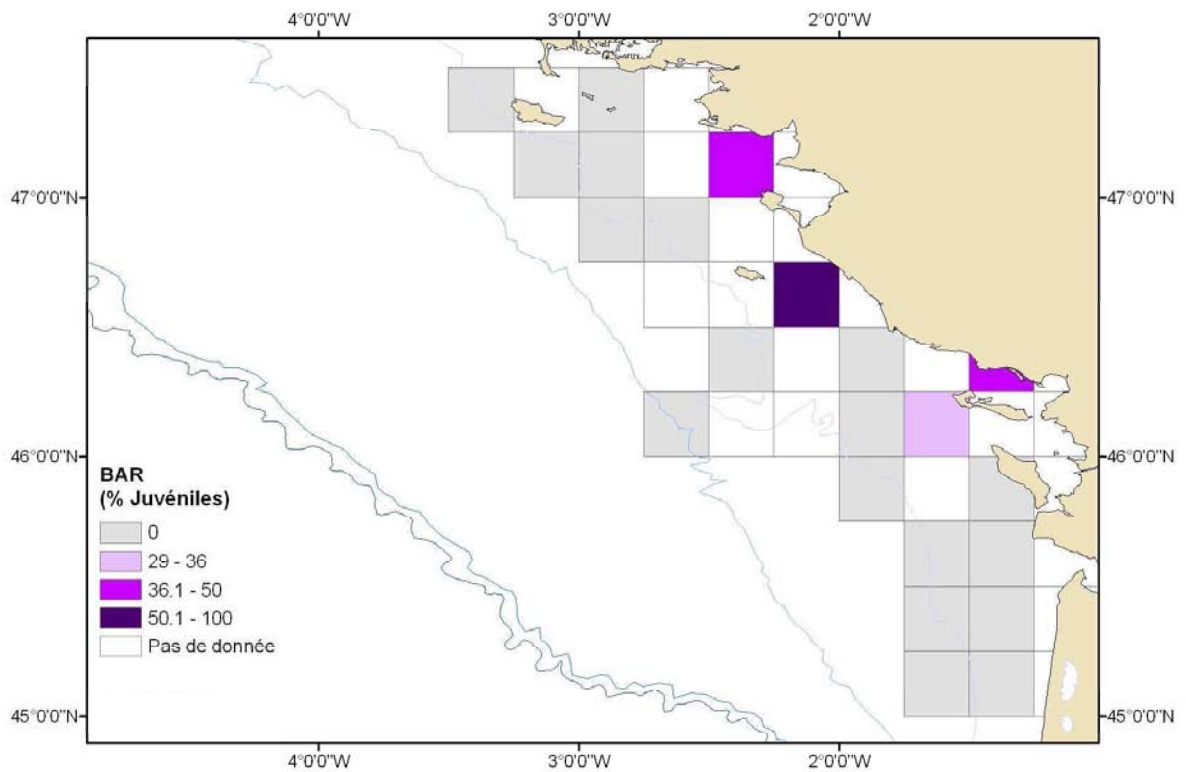 4°0'0"W 3°0'0"W 2°0'0"W
47°0'0"N 47°0'0"N
46°0'0"N 46°0'0"N
BAR
(% Juvéniles)
0
29 - 36
36.1 - 50
50.1 - 100
Pas de donnée
45°0'0"N 45°0'0"N
4°0'0"W 3°0'0"W 2°0'0"W